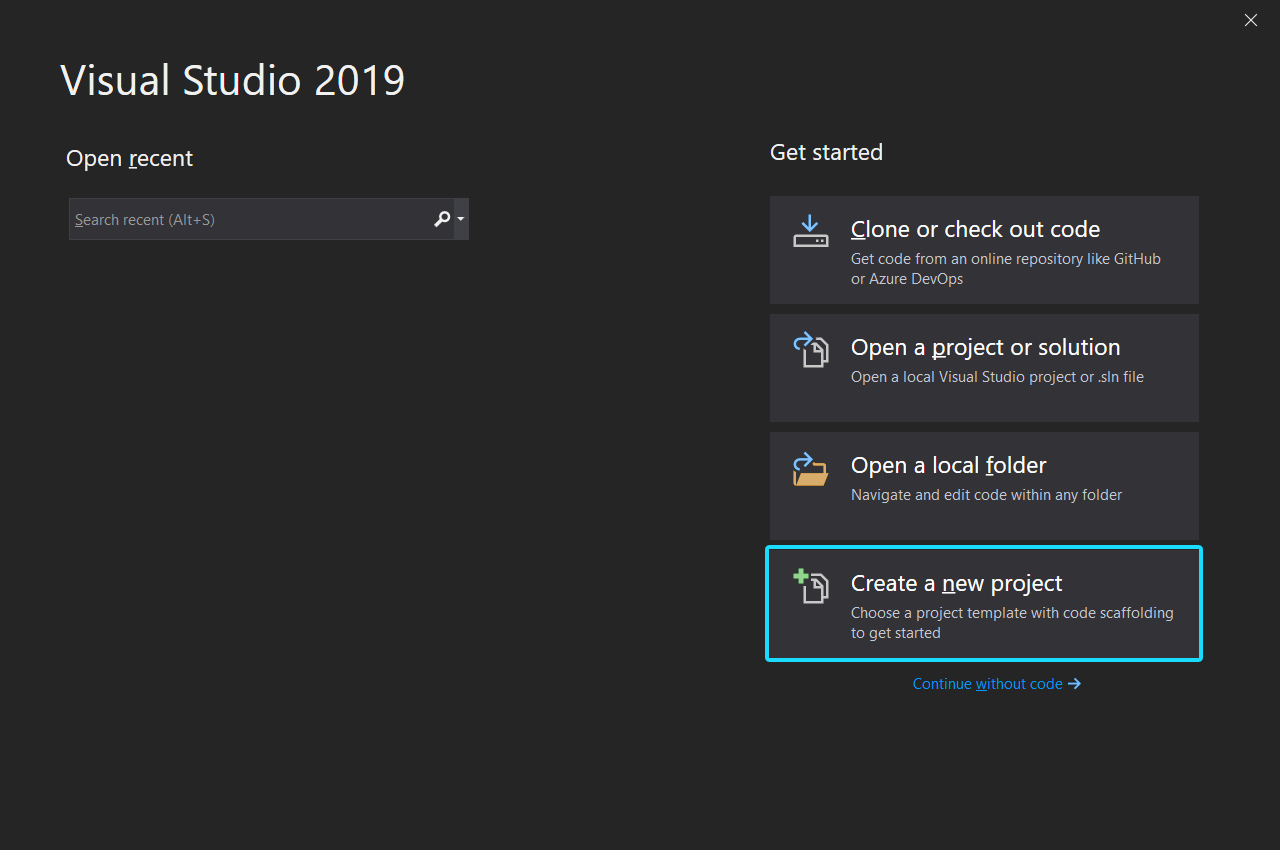 Visual Studio 2019
Open recent
Search recent (Alt+S)
Get started
Clone or check out code
Get code from an online repository like GitHub
or Azure DevOps
Open a project or solution
Open a local Visual Studio project or .sln file
Open a local folder
Navigate and edit code within any folder
Create a new project
Choose a project template with code scaffolding
to get started
Continue without code →